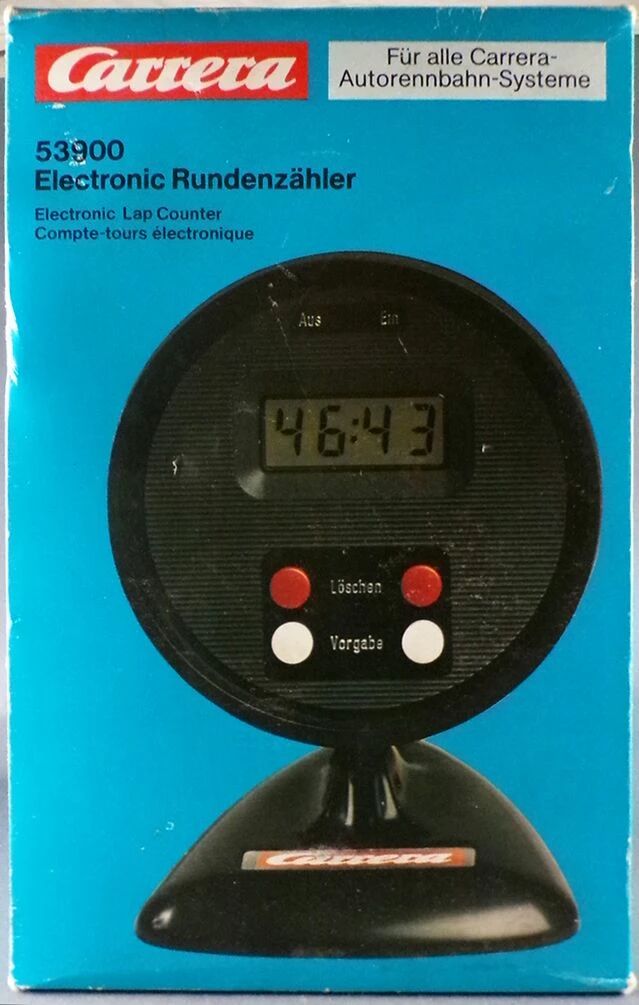 Carrera
Für alle Carrera-
Autorennbahn-Systeme
53900
Electronic Rundenzähler
Electronic Lap Counter
Compte-tours électronique
Aus Ein
46:43
Löschen
Vorgabe
Carrera